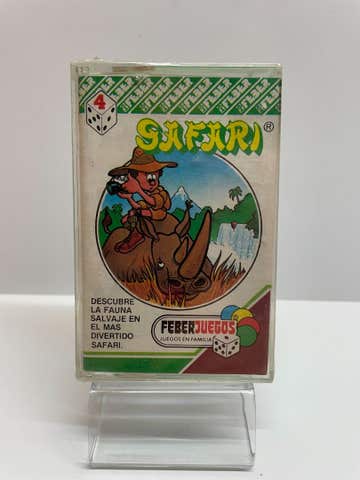 4
SAFARI®
DESCUBRE
LA FAUNA
SALVAJE EN
EL MAS
DIVERTIDO
SAFARI.
FEBERJUEGOS
JUEGOS EN FAMILIA